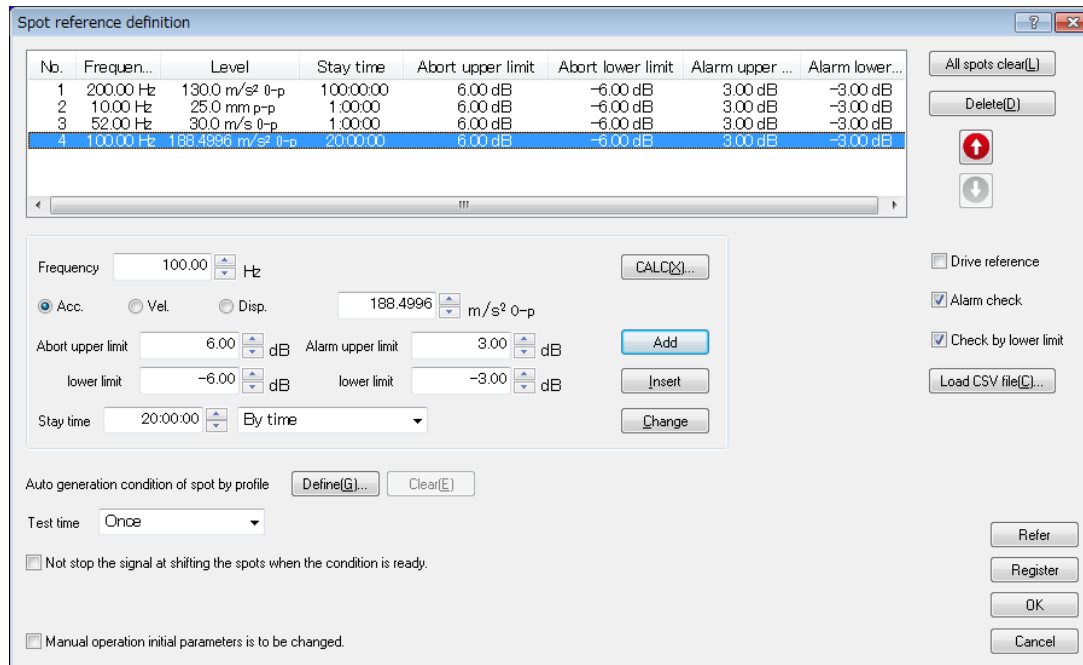 Spot reference definition
No. Frequen... Level Stay time Abort upper limit Abort lower limit Alarm upper ... Alarm lower...
1 200.00 Hz 130.0 m/s² 0-p 100:00:00 6.00 dB -6.00 dB 3.00 dB -3.00 dB
2 10.00 Hz 25.0 mm p-p 1:00:00 6.00 dB -6.00 dB 3.00 dB -3.00 dB
3 52.00 Hz 30.0 m/s 0-p 1:00:00 6.00 dB -6.00 dB 3.00 dB -3.00 dB
4 100.00 Hz 188.4996 m/s² 0-p 20:00:00 6.00 dB -6.00 dB 3.00 dB -3.00 dB
All spots clear(L)
Delete(D)
Frequency 100.00 Hz CALC(X)...
Acc. Vel. Disp. 188.4996 m/s² 0-p
Abort upper limit 6.00 dB Alarm upper limit 3.00 dB Add
lower limit -6.00 dB lower limit -3.00 dB Insert
Stay time 20:00:00 By time Change
Drive reference
Alarm check
Check by lower limit
Load CSV file(C)...
Auto generation condition of spot by profile Define(G)... Clear(E)
Test time Once
Not stop the signal at shifting the spots when the condition is ready.
Manual operation initial parameters is to be changed.
Refer
Register
OK
Cancel